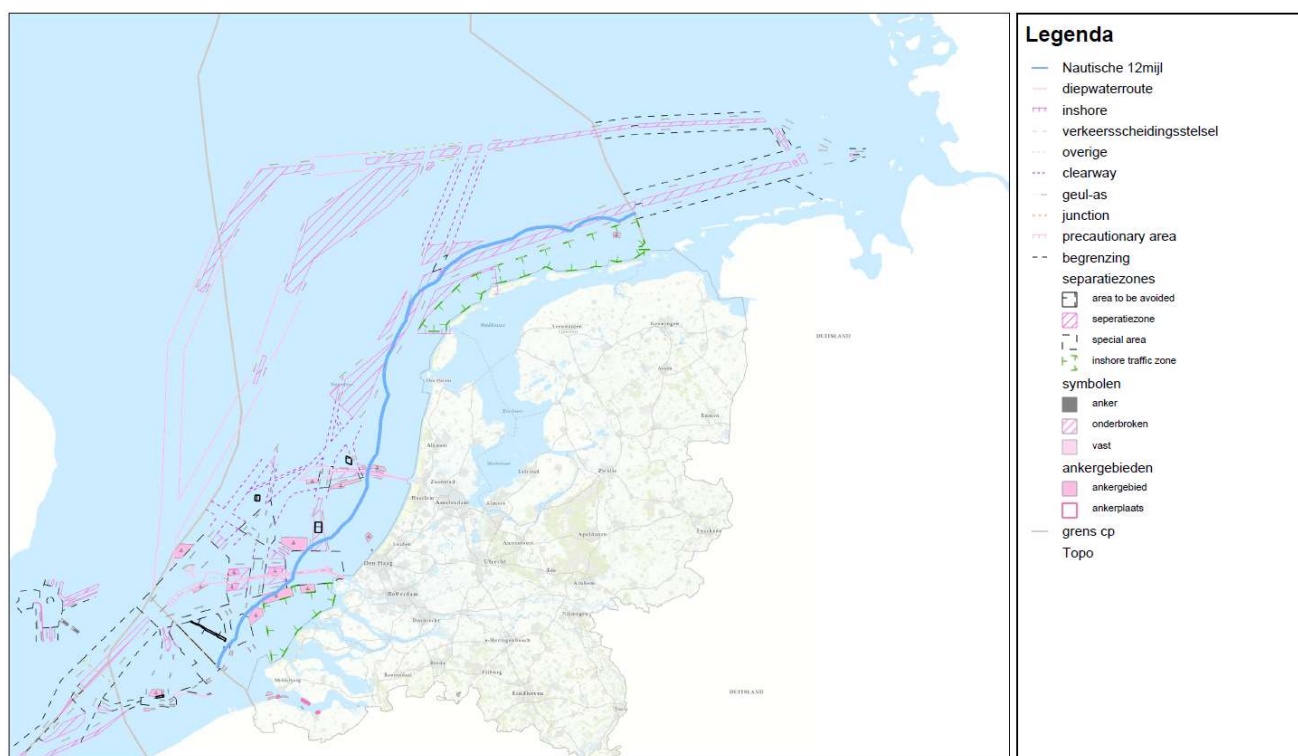 Legenda
Nautische 12mijl
diepwaterroute
inshore
verkeersscheidingsstelsel
overige
clearway
geul-as
junction
precautionary area
begrenzing
separatiezones
area to be avoided
seperatiezone
special area
inshore traffic zone
symbolen
anker
onderbroken
vast
ankergebieden
ankergebied
ankerplaats
grens cp
Topo
Leeuwarden
Groningen
DUITSLAND
Assen
Den Helder
Emmen
Alkmaar
Lelystad
Zwolle
Zaanstad
Haarlem
Amsterdam
Almere
Enschede
Leiden
Amersfoort
Apeldoorn
Den Haag
Utrecht
Ede
Arnhem
Rotterdam
Nijmegen
Dordrecht
's-Hertogenbosch
Breda
Tilburg
Middelburg
Roosendaal
Eindhoven
DUITSLAND